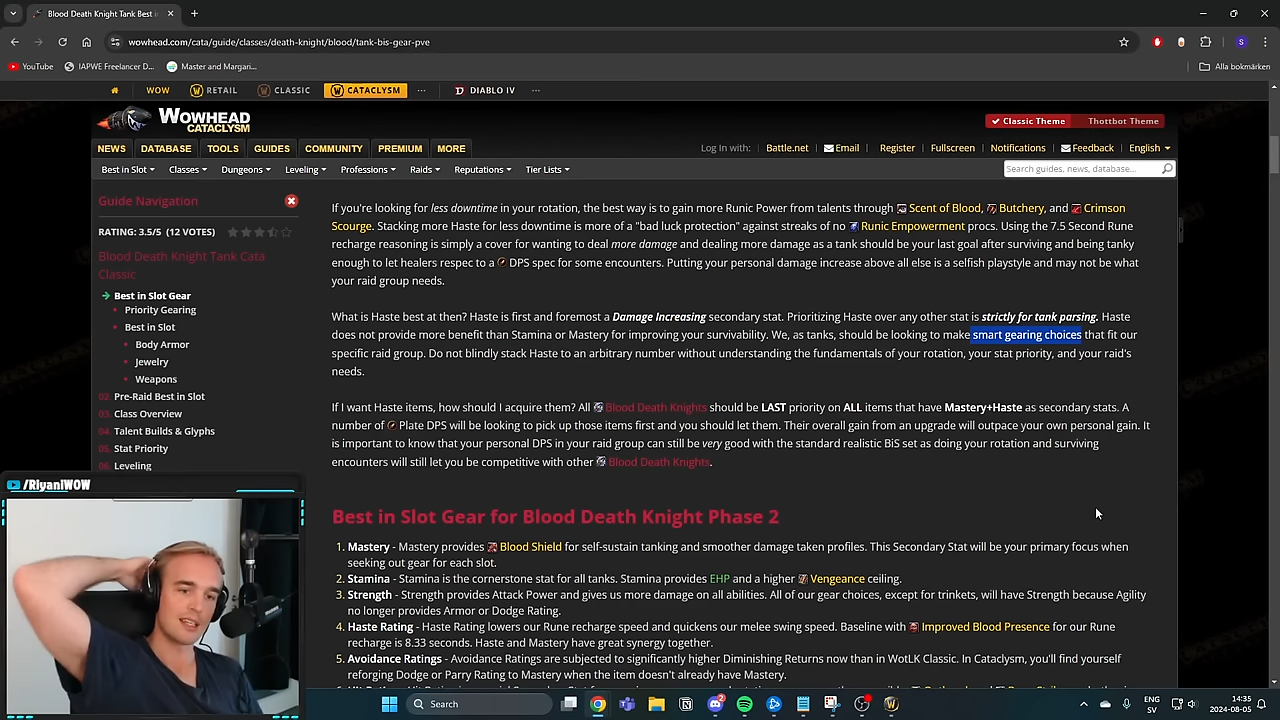 Blood Death Knight Tank Best in
wowhead.com/cata/guide/classes/death-knight/blood/tank-bis-gear-pve
YouTube IAPWE Freelancer D... Master and Margari... Alla bokmärken
WOW RETAIL CLASSIC CATACLYSM ... DIABLO IV ...
WOWHEAD
CATACLYSM
Classic Theme Thottbot Theme
NEWS DATABASE TOOLS GUIDES COMMUNITY PREMIUM MORE Log In with: Battle.net Email Register Fullscreen Notifications Feedback English
Best in Slot Classes Dungeons Leveling Professions Raids Reputations Tier Lists Search guides, news, database...
Guide Navigation
RATING: 3.5/5 (12 VOTES)
Blood Death Knight Tank Cata
Classic
Best in Slot Gear
Priority Gearing
Best in Slot
Body Armor
Jewelry
Weapons
02. Pre-Raid Best in Slot
03. Class Overview
04. Talent Builds & Glyphs
05. Stat Priority
06. Leveling
If you're looking for less downtime in your rotation, the best way is to gain more Runic Power from talents through Scent of Blood, Butchery, and Crimson
Scourge. Stacking more Haste for less downtime is more of a "bad luck protection" against streaks of no Runic Empowerment procs. Using the 7.5 Second Rune
recharge reasoning is simply a cover for wanting to deal more damage and dealing more damage as a tank should be your last goal after surviving and being tanky
enough to let healers respec to a DPS spec for some encounters. Putting your personal damage increase above all else is a selfish playstyle and may not be what
your raid group needs.
What is Haste best at then? Haste is first and foremost a Damage Increasing secondary stat. Prioritizing Haste over any other stat is strictly for tank parsing. Haste
does not provide more benefit than Stamina or Mastery for improving your survivability. We, as tanks, should be looking to make smart gearing choices that fit our
specific raid group. Do not blindly stack Haste to an arbitrary number without understanding the fundamentals of your rotation, your stat priority, and your raid's
needs.
If I want Haste items, how should I acquire them? All Blood Death Knights should be LAST priority on ALL items that have Mastery+Haste as secondary stats. A
number of Plate DPS will be looking to pick up those items first and you should let them. Their overall gain from an upgrade will outpace your own personal gain. It
is important to know that your personal DPS in your raid group can still be very good with the standard realistic BiS set as doing your rotation and surviving
encounters will still let you be competitive with other Blood Death Knights.
Best in Slot Gear for Blood Death Knight Phase 2
1. Mastery - Mastery provides Blood Shield for self-sustain tanking and smoother damage taken profiles. This Secondary Stat will be your primary focus when
seeking out gear for each slot.
2. Stamina - Stamina is the cornerstone stat for all tanks. Stamina provides EHP and a higher Vengeance ceiling.
3. Strength - Strength provides Attack Power and gives us more damage on all abilities. All of our gear choices, except for trinkets, will have Strength because Agility
no longer provides Armor or Dodge Rating.
4. Haste Rating - Haste Rating lowers our Rune recharge speed and quickens our melee swing speed. Baseline with Improved Blood Presence for our Rune
recharge is 8.33 seconds. Haste and Mastery have great synergy together.
5. Avoidance Ratings - Avoidance Ratings are subjected to significantly higher Diminishing Returns now than in WotLK Classic. In Cataclysm, you'll find yourself
reforging Dodge or Parry Rating to Mastery when the item doesn't already have Mastery.
/RiyaniWOW
Search
ENG
SV
14:35
2024-08-05